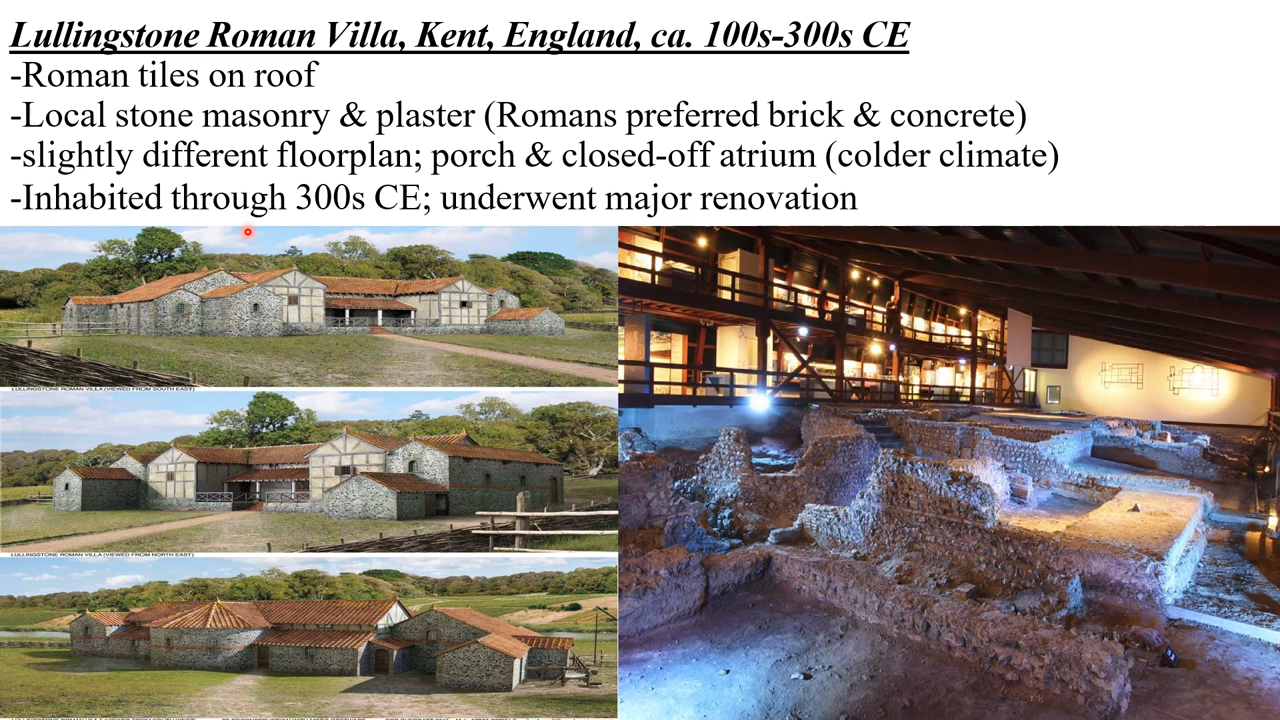 Lullingstone Roman Villa, Kent, England, ca. 100s-300s CE
-Roman tiles on roof
-Local stone masonry & plaster (Romans preferred brick & concrete)
-slightly different floorplan; porch & closed-off atrium (colder climate)
-Inhabited through 300s CE; underwent major renovation
LULLINGSTONE ROMAN VILLA (VIEWED FROM SOUTH EAST)
LULLINGSTONE ROMAN VILLA (VIEWED FROM NORTH EAST)